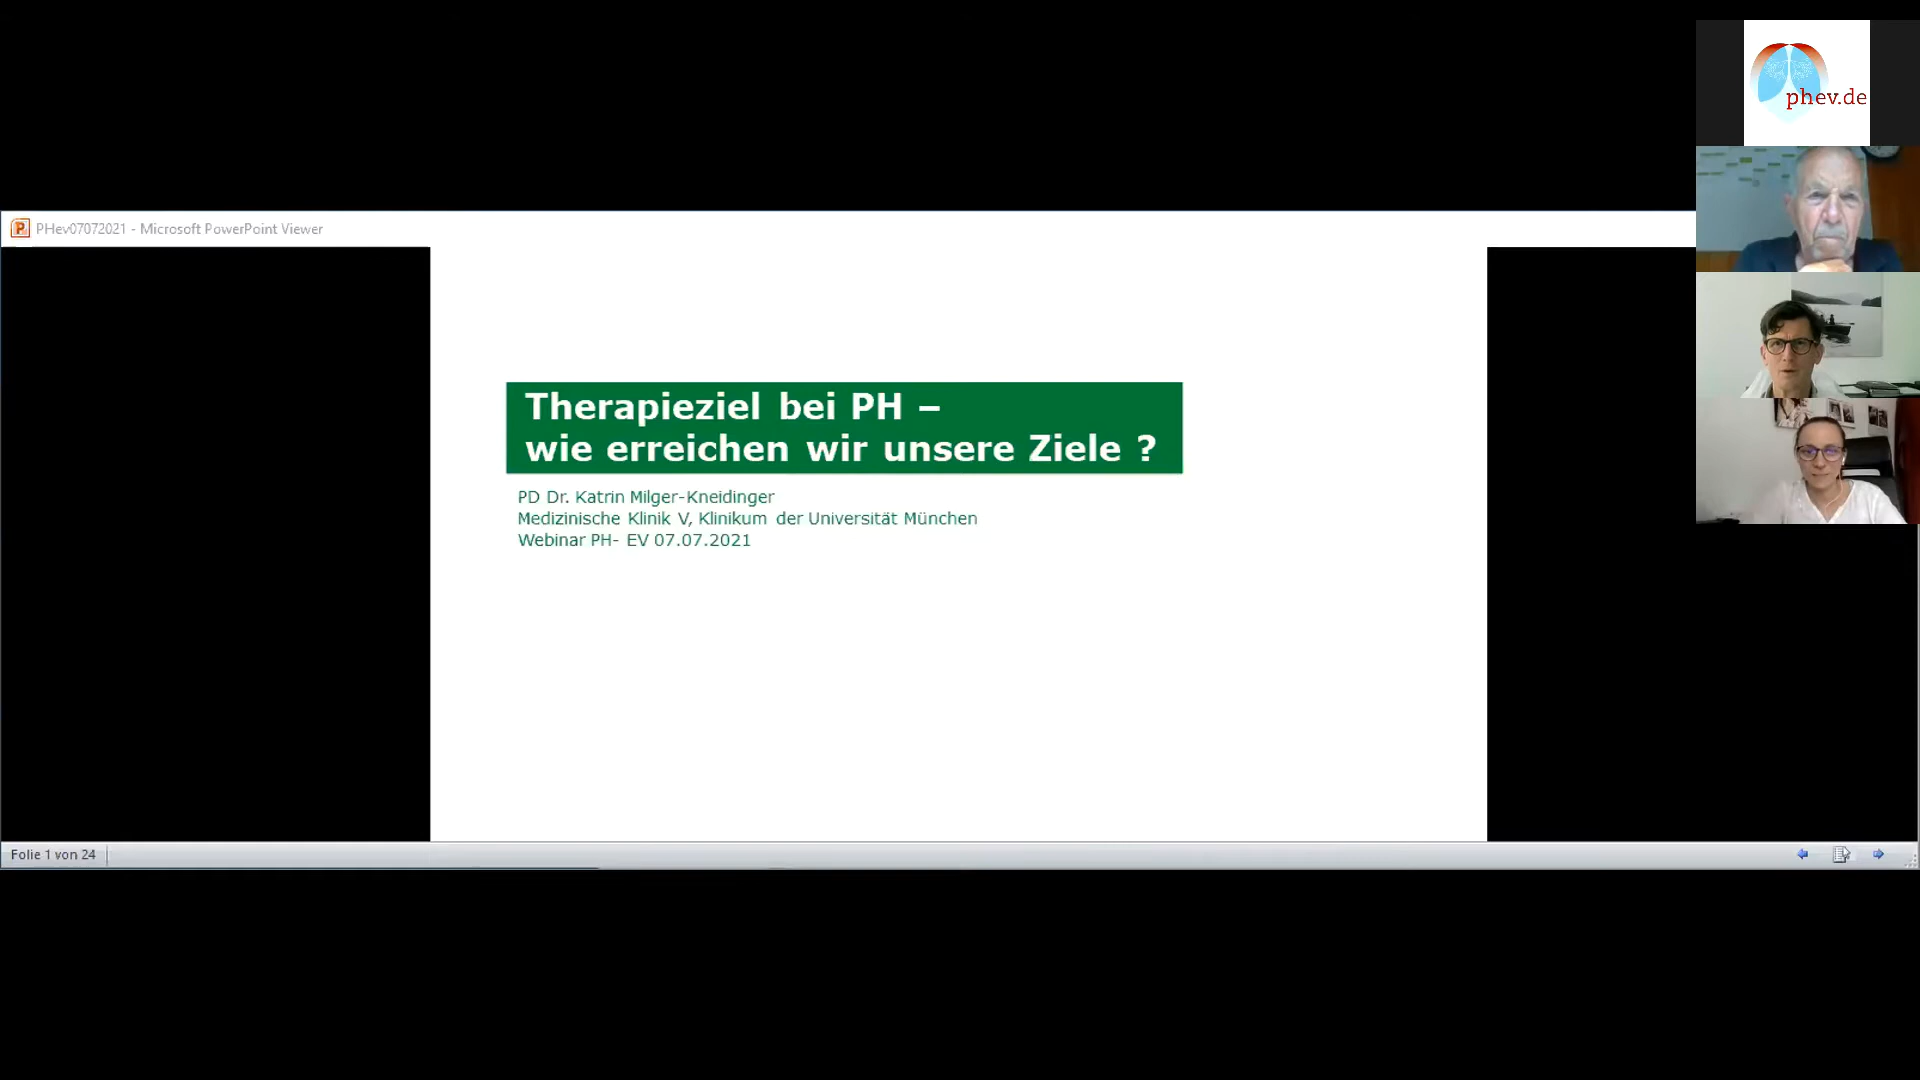 phev.de
PHev07072021 - Microsoft PowerPoint Viewer
Therapieziel bei PH –
wie erreichen wir unsere Ziele ?
PD Dr. Katrin Milger-Kneidinger
Medizinische Klinik V, Klinikum der Universität München
Webinar PH- EV 07.07.2021
Folie 1 von 24